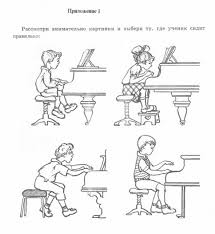 Приложение 1
Рассмотри внимательно картинки и выбери ту, где ученик сидит
правильно: